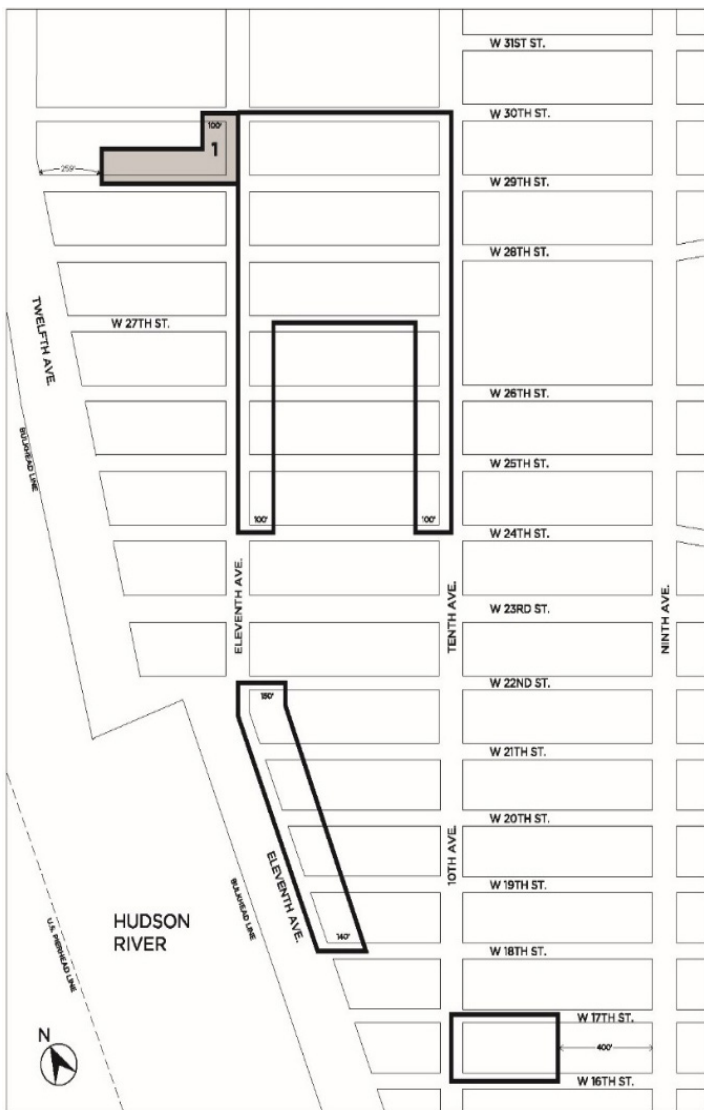 W 31ST ST.
W 30TH ST.
100'
1
259'
W 29TH ST.
W 28TH ST.
TWELFTH AVE.
W 27TH ST.
W 26TH ST.
BULKHEAD LINE
W 25TH ST.
100'
100'
W 24TH ST.
ELEVENTH AVE.
TENTH AVE.
NINTH AVE.
W 23RD ST.
W 22ND ST.
150'
W 21ST ST.
W 20TH ST.
10TH AVE.
ELEVENTH AVE.
BULKHEAD LINE
W 19TH ST.
HUDSON
RIVER
U.S. PIERHEAD LINE
140'
W 18TH ST.
W 17TH ST.
N
400'
W 16TH ST.